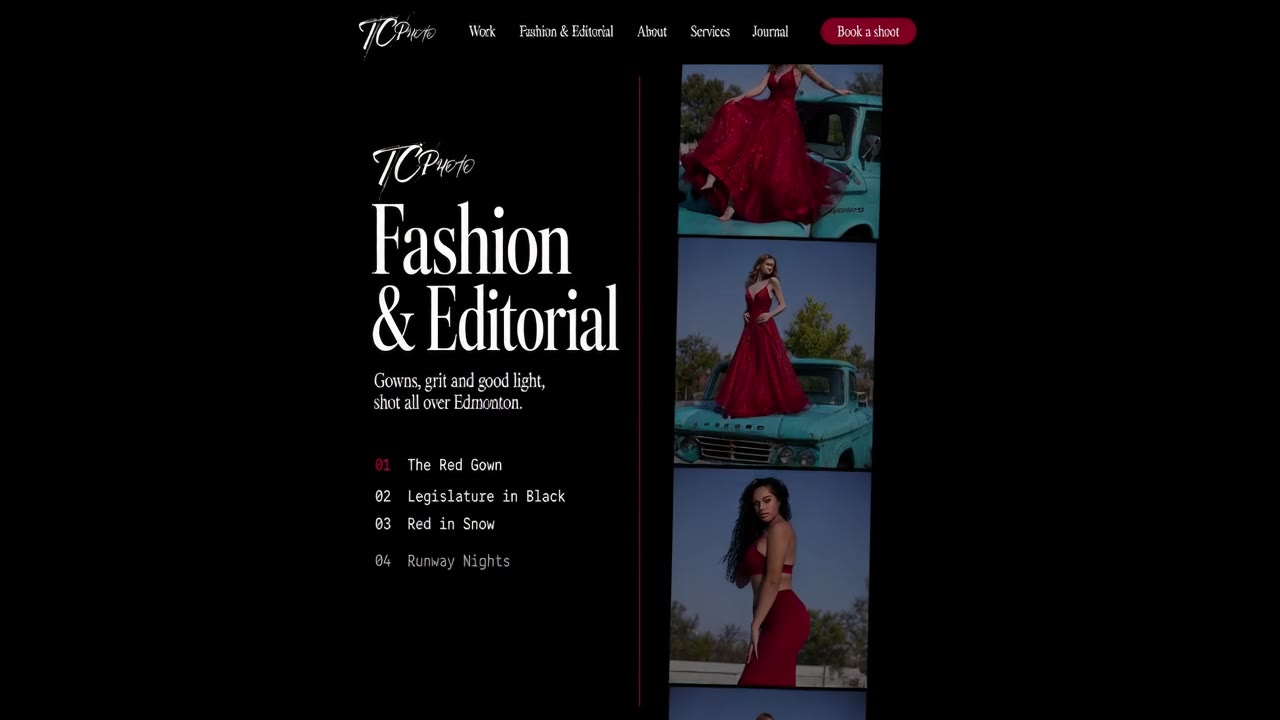 TCPhoto
Work
Fashion & Editorial
About
Services
Journal
Book a shoot
TCPhoto
Fashion
& Editorial
Gowns, grit and good light,
shot all over Edmonton.
01 The Red Gown
02 Legislature in Black
03 Red in Snow
04 Runway Nights